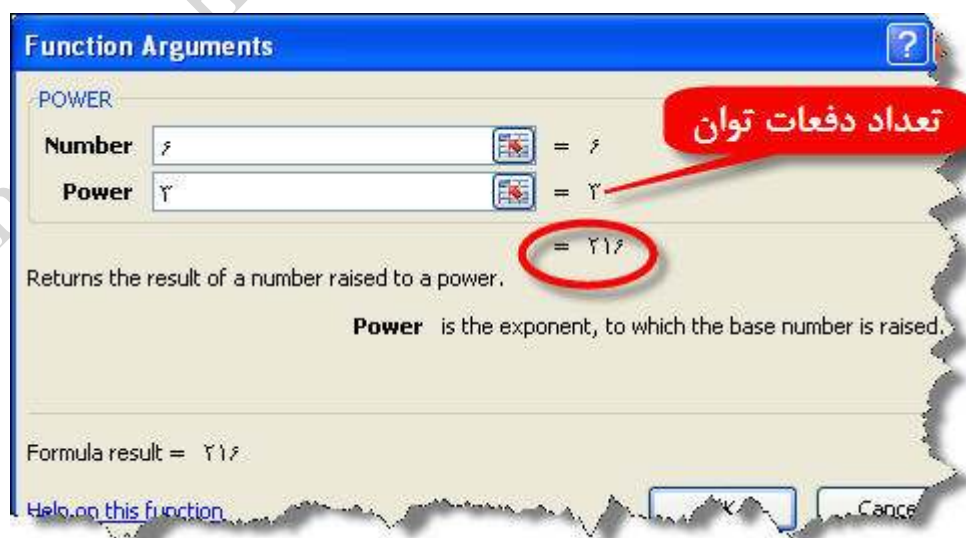 Function Arguments
POWER
Number ۶ = ۶
تعداد دفعات توان
Power ۳ = ۳
= ۲۱۶
Returns the result of a number raised to a power.
Power is the exponent, to which the base number is raised.
Formula result = ۲۱۶
Help on this function
Cance